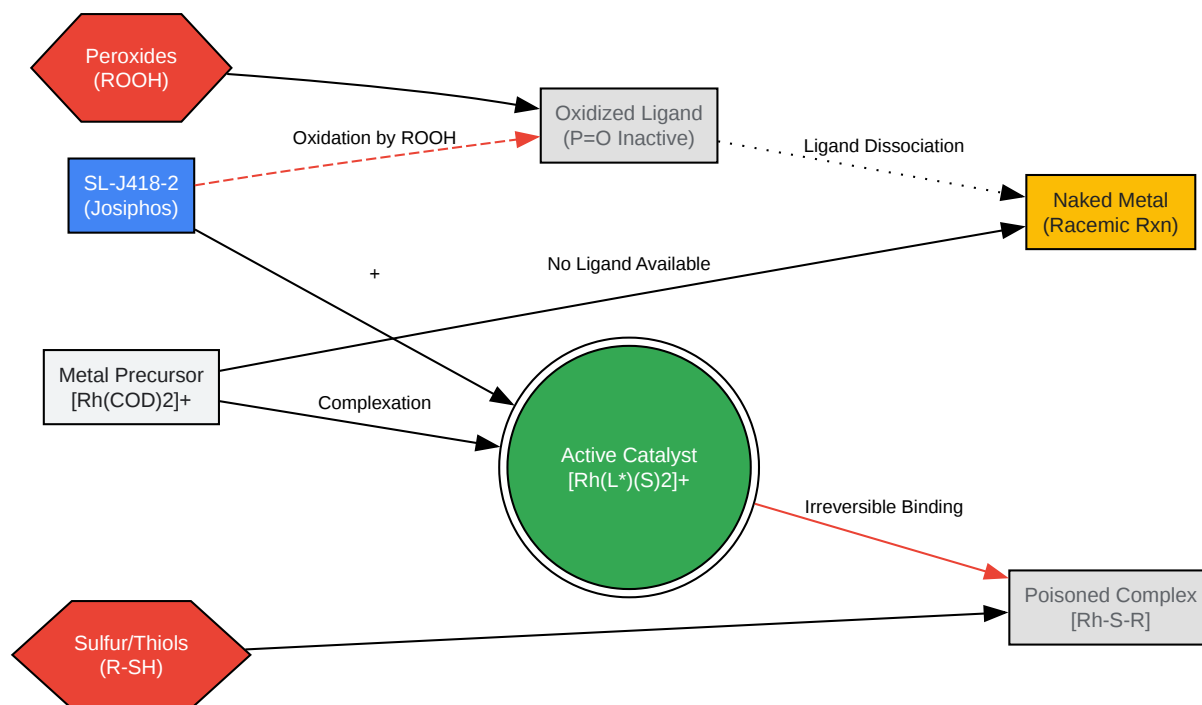 Peroxides
(ROOH)
Oxidation by ROOH
Oxidized Ligand
(P=O Inactive)
Ligand Dissociation
SL-J418-2
(Josiphos)
Naked Metal
(Racemic Rxn)
+
No Ligand Available
Metal Precursor
[Rh(COD)2]+
Complexation
Active Catalyst
[Rh(L*)(S)2]+
Irreversible Binding
Poisoned Complex
[Rh-S-R]
Sulfur/Thiols
(R-SH)